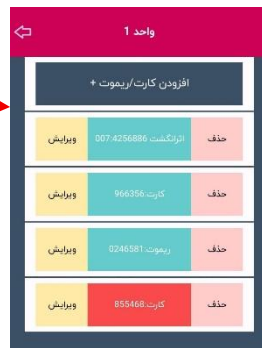 واحد 1
افزودن کارت/ریموت +
حذف اثرانگشت:007:4256886 ویرایش
حذف کارت:966356 ویرایش
حذف ریموت:0246581 ویرایش
حذف کارت:855468 ویرایش